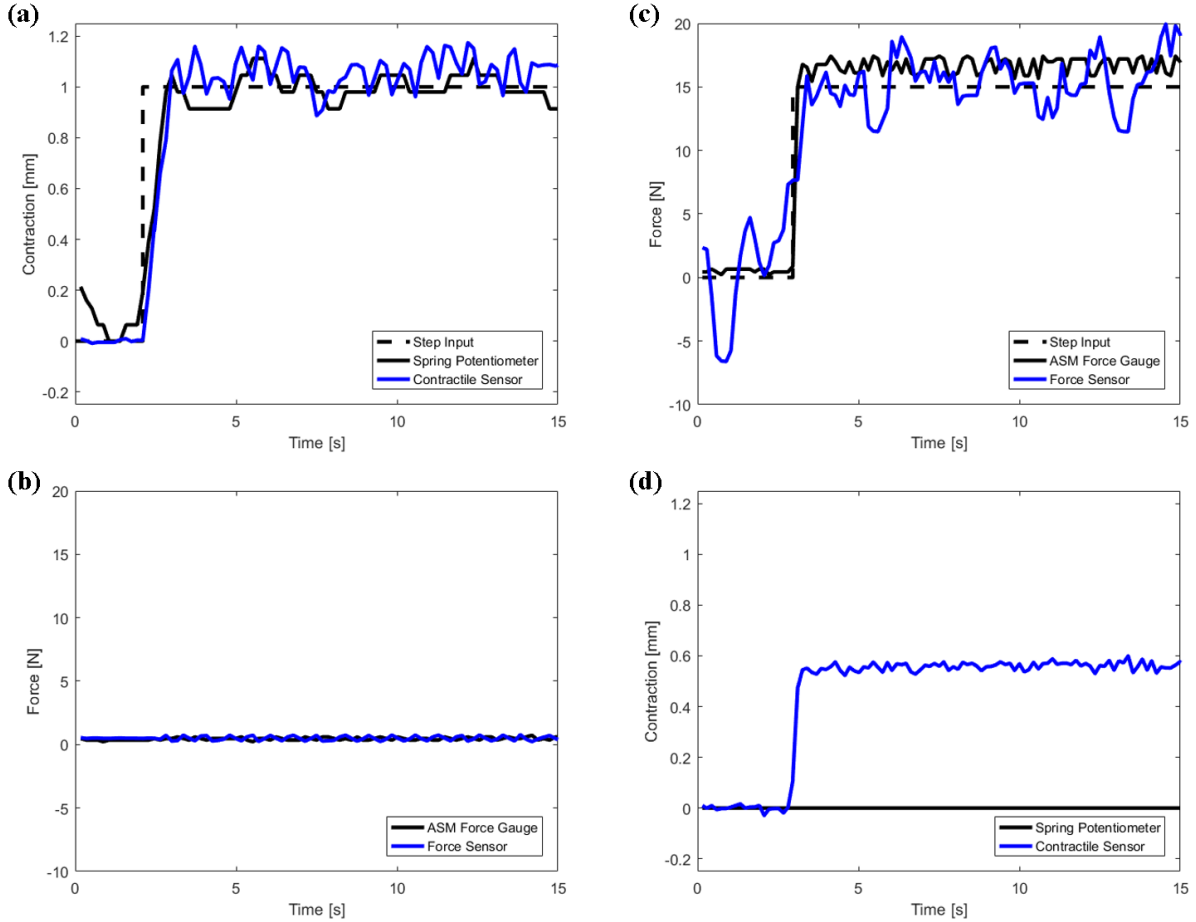 (a)
1.2
1
0.8
0.6
0.4
0.2
0
-0.2
Contraction [mm]
0
5
10
15
Time [s]
Step Input
Spring Potentiometer
Contractile Sensor
(c)
20
15
10
5
0
-5
-10
Force [N]
0
5
10
15
Time [s]
Step Input
ASM Force Gauge
Force Sensor
(b)
20
15
10
5
0
-5
-10
Force [N]
0
5
10
15
Time [s]
ASM Force Gauge
Force Sensor
(d)
1.2
1
0.8
0.6
0.4
0.2
0
-0.2
Contraction [mm]
0
5
10
15
Time [s]
Spring Potentiometer
Contractile Sensor